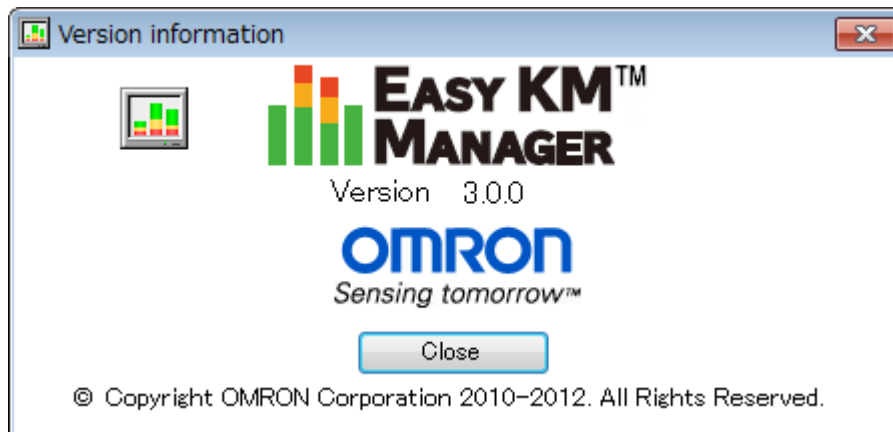 Version information
EASY KM™
MANAGER
Version 3.0.0
OMRON
Sensing tomorrow™
Close
© Copyright OMRON Corporation 2010-2012. All Rights Reserved.